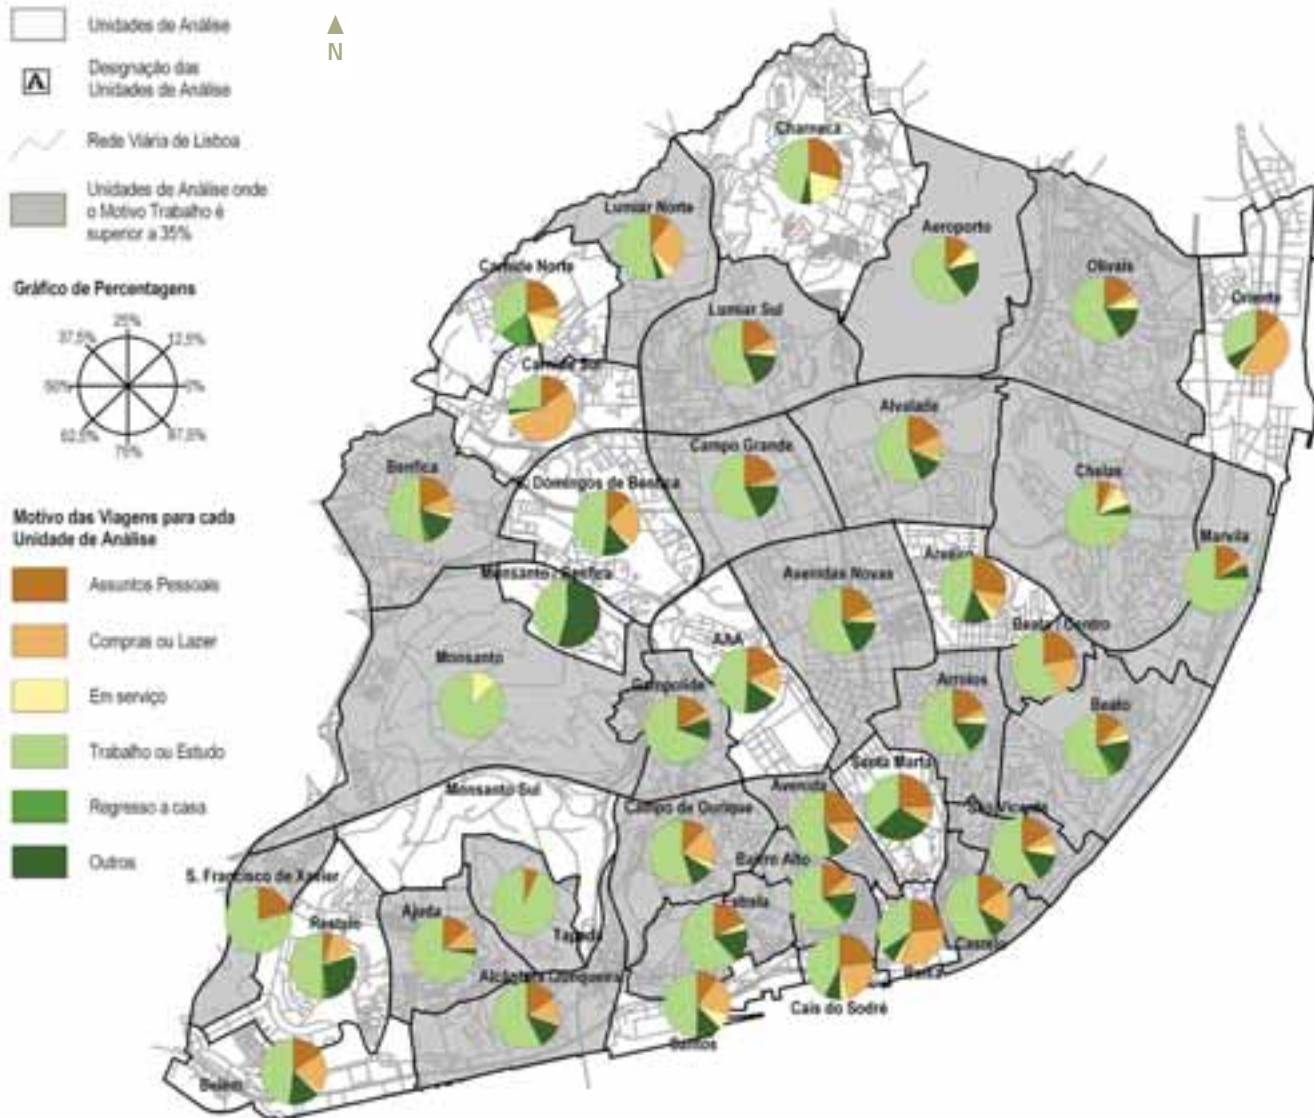 Unidades de Análise
N
Designação das
Unidades de Análise
A
Rede Viária de Lisboa
Unidades de Análise onde
o Motivo Trabalho é
superior a 35%
Gráfico de Percentagens
25%
37,5%
12,5%
50%
0%
62,5%
87,5%
75%
Motivo das Viagens para cada
Unidade de Análise
Assuntos Pessoais
Compras ou Lazer
Em serviço
Trabalho ou Estudo
Regresso a casa
Outros
Charneca
Lumiar Norte
Aeroporto
Carnide Norte
Olivais
Oriente
Lumiar Sul
Carnide Sul
Alvalade
Campo Grande
Benfica
Chelas
S. Domingos de Benfica
Marvila
Areeiro
Monsanto / Benfica
Avenidas Novas
Beato / Centro
AAA
Monsanto
Campolide
Arroios
Beato
Santa Marta
Monsanto Sul
Avenida
Campo de Ourique
São Vicente
Bairro Alto
S. Francisco de Xavier
Estrela
Ajuda
Restelo
Tapada
Castelo
Baixa
Alcântara / Junqueira
Cais do Sodré
Santos
Belém